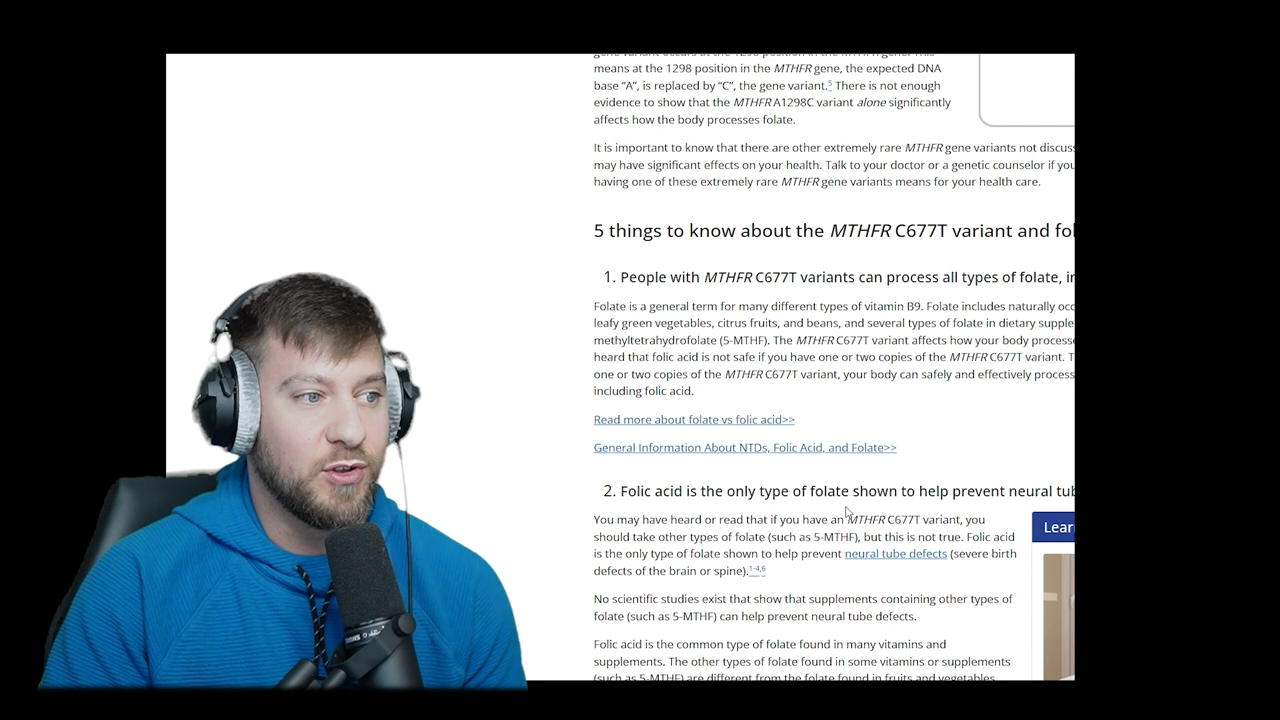 means at the 1298 position in the MTHFR gene, the expected DNA
base “A”, is replaced by “C”, the gene variant.5 There is not enough
evidence to show that the MTHFR A1298C variant alone significantly
affects how the body processes folate.
It is important to know that there are other extremely rare MTHFR gene variants not discus
may have significant effects on your health. Talk to your doctor or a genetic counselor if you
having one of these extremely rare MTHFR gene variants means for your health care.
5 things to know about the MTHFR C677T variant and fol
1. People with MTHFR C677T variants can process all types of folate, in
Folate is a general term for many different types of vitamin B9. Folate includes naturally occ
leafy green vegetables, citrus fruits, and beans, and several types of folate in dietary supple
methyltetrahydrofolate (5-MTHF). The MTHFR C677T variant affects how your body processe
heard that folic acid is not safe if you have one or two copies of the MTHFR C677T variant. T
one or two copies of the MTHFR C677T variant, your body can safely and effectively process
including folic acid.
Read more about folate vs folic acid>>
General Information About NTDs, Folic Acid, and Folate>>
2. Folic acid is the only type of folate shown to help prevent neural tub
You may have heard or read that if you have an MTHFR C677T variant, you
should take other types of folate (such as 5-MTHF), but this is not true. Folic acid
is the only type of folate shown to help prevent neural tube defects (severe birth
defects of the brain or spine).1-4,6
Lear
No scientific studies exist that show that supplements containing other types of
folate (such as 5-MTHF) can help prevent neural tube defects.
Folic acid is the common type of folate found in many vitamins and
supplements. The other types of folate found in some vitamins or supplements
(such as 5-MTHF) are different from the folate found in fruits and vegetables